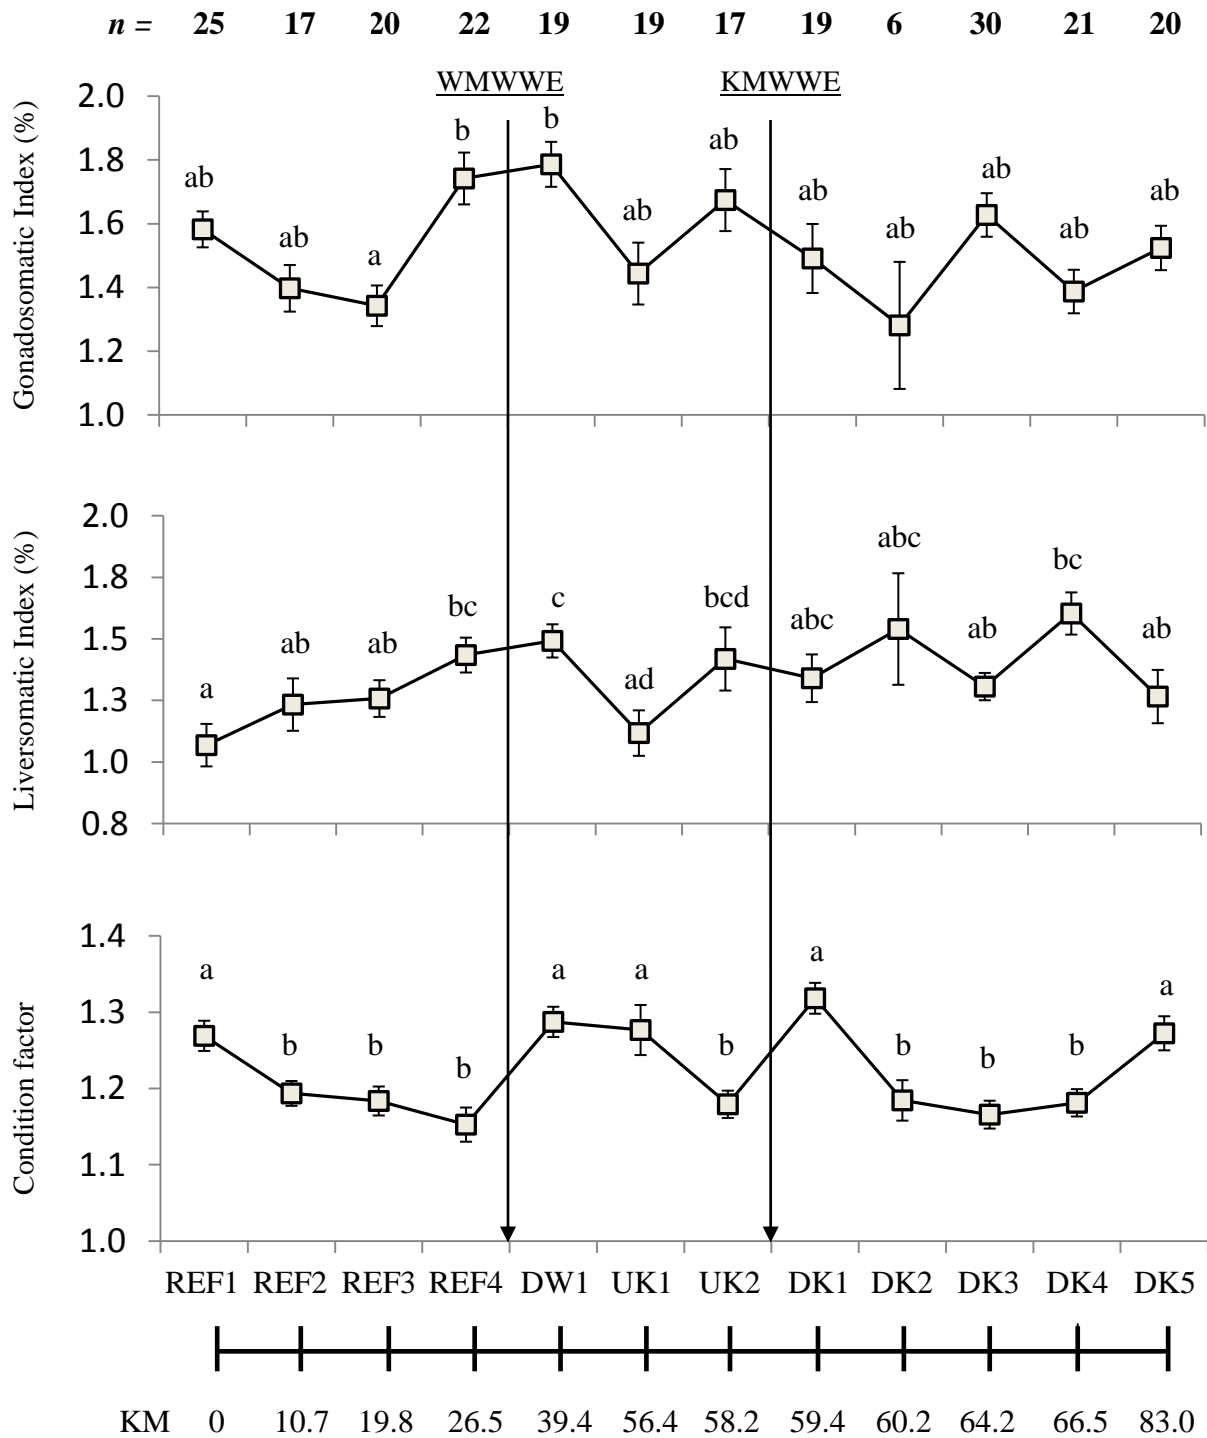 n = 25 17 20 22 19 19 17 19 6 30 21 20
WMWWE KMWWE
Gonadosomatic Index (%)
2.0
1.8
1.6
1.4
1.2
1.0
ab ab a b b ab ab ab ab ab ab ab
Liversomatic Index (%)
2.0
1.8
1.5
1.3
1.0
0.8
a ab ab bc c ad bcd abc abc ab bc ab
Condition factor
1.4
1.3
1.2
1.1
1.0
a b b b a a b a b b b a
REF1 REF2 REF3 REF4 DW1 UK1 UK2 DK1 DK2 DK3 DK4 DK5
KM 0 10.7 19.8 26.5 39.4 56.4 58.2 59.4 60.2 64.2 66.5 83.0